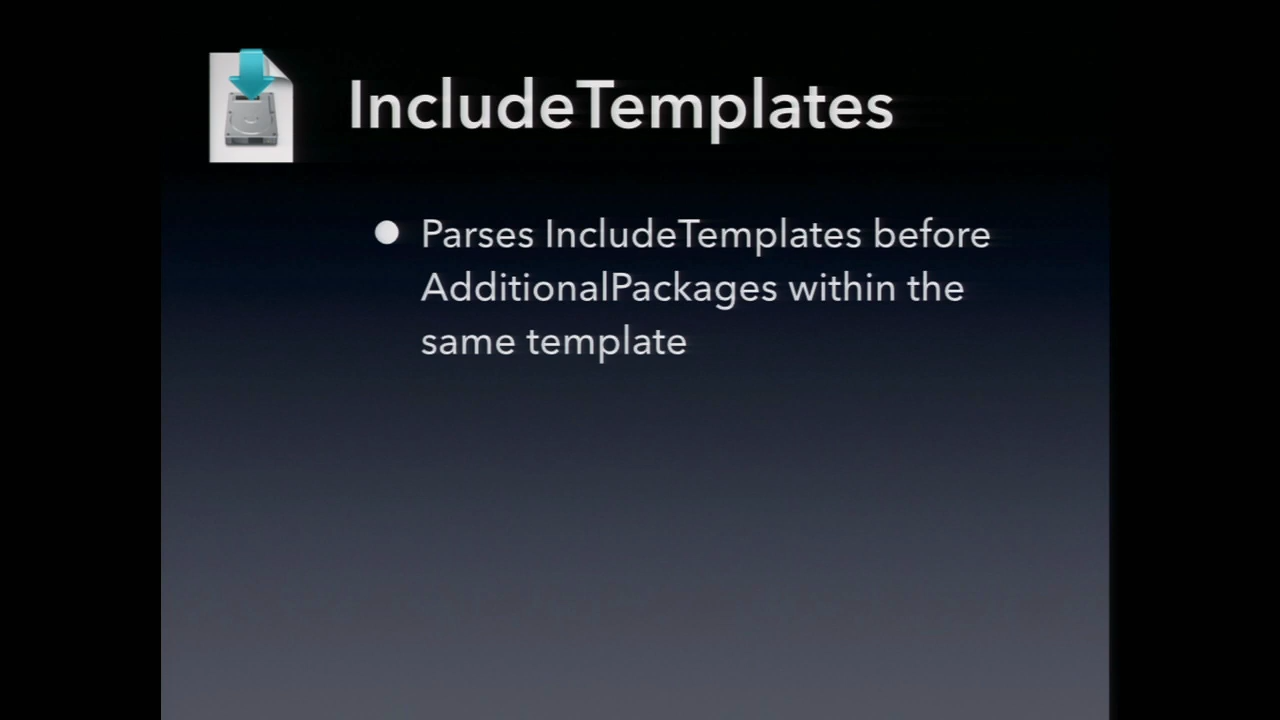 IncludeTemplates
Parses IncludeTemplates before
AdditionalPackages within the
same template